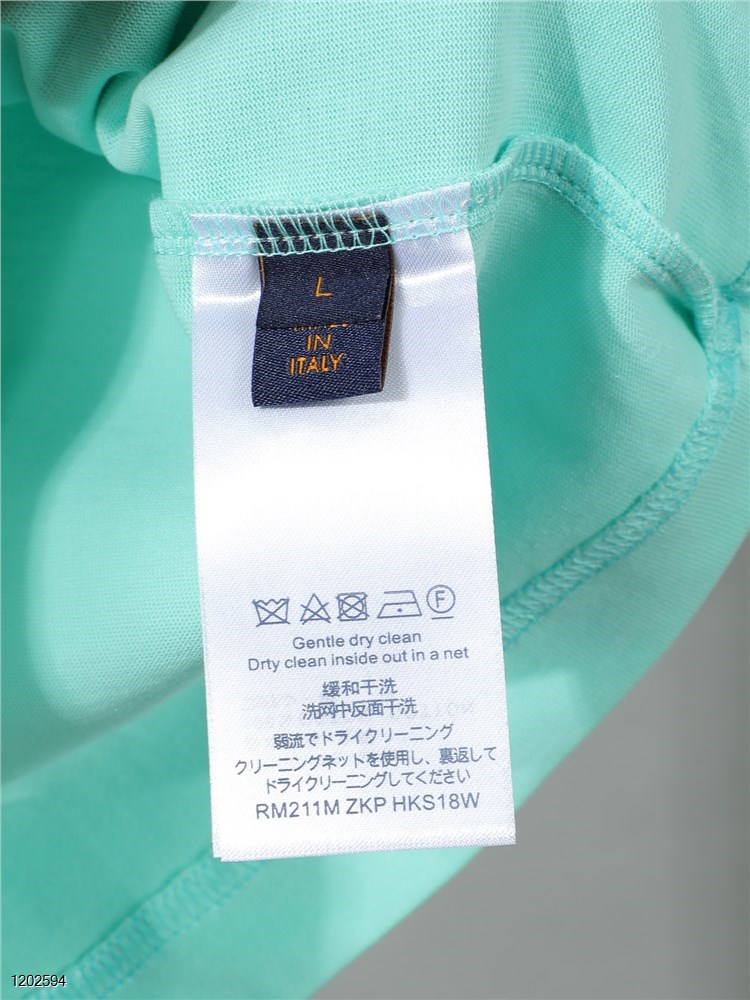 L
IN
ITALY
F
Gentle dry clean
Drty clean inside out in a net
缓和干洗
洗网中反面干洗
弱流でドライクリーニング
クリーニングネットを使用し、裏返して
ドライクリーニングしてください
RM211M ZKP HKS18W
1202594